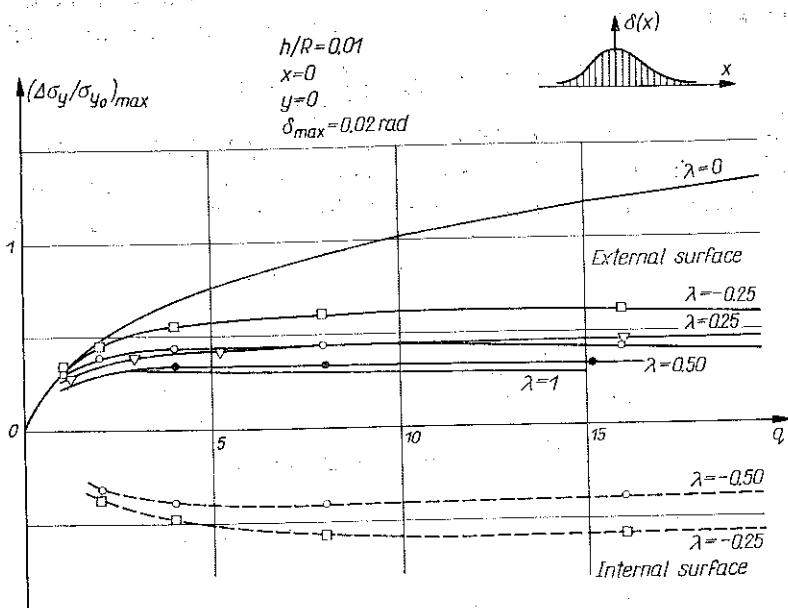 δ(x)
x
h/R=0.01
x=0
y=0
δmax=0.02 rad
(Δσy/σy0)max
λ=0
1
External surface
λ=-0.25
λ=0.25
λ=0.50
λ=1
0
5
10
15
q
λ=-0.50
λ=-0.25
Internal surface